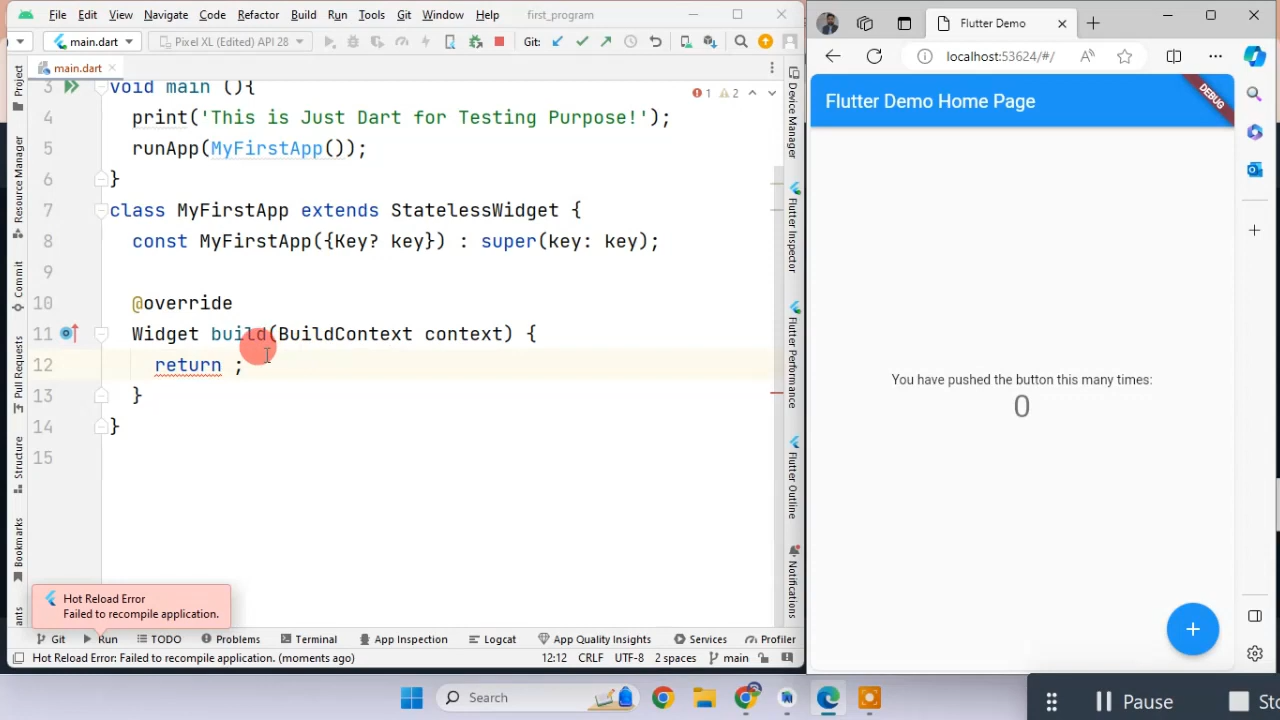 File Edit View Navigate Code Refactor Build Run Tools Git Window Help first_program
main.dart Pixel XL (Edited) API 28 Git:
main.dart
3 void main (){
4 print('This is Just Dart for Testing Purpose!');
5 runApp(MyFirstApp());
6 }
7 class MyFirstApp extends StatelessWidget {
8 const MyFirstApp({Key? key}) : super(key: key);
9
10 @override
11 Widget build(BuildContext context) {
12 return ;
13 }
14 }
15
1 2
Project
Resource Manager
Commit
Pull Requests
Structure
Bookmarks
Device Manager
Flutter Inspector
Flutter Performance
Flutter Outline
Notifications
Hot Reload Error
Failed to recompile application.
Git Run TODO Problems Terminal App Inspection Logcat App Quality Insights Services Profiler
Hot Reload Error: Failed to recompile application. (moments ago) 12:12 CRLF UTF-8 2 spaces main
Flutter Demo
localhost:53624/#/
Flutter Demo Home Page
DEBUG
You have pushed the button this many times:
0
Search
Pause